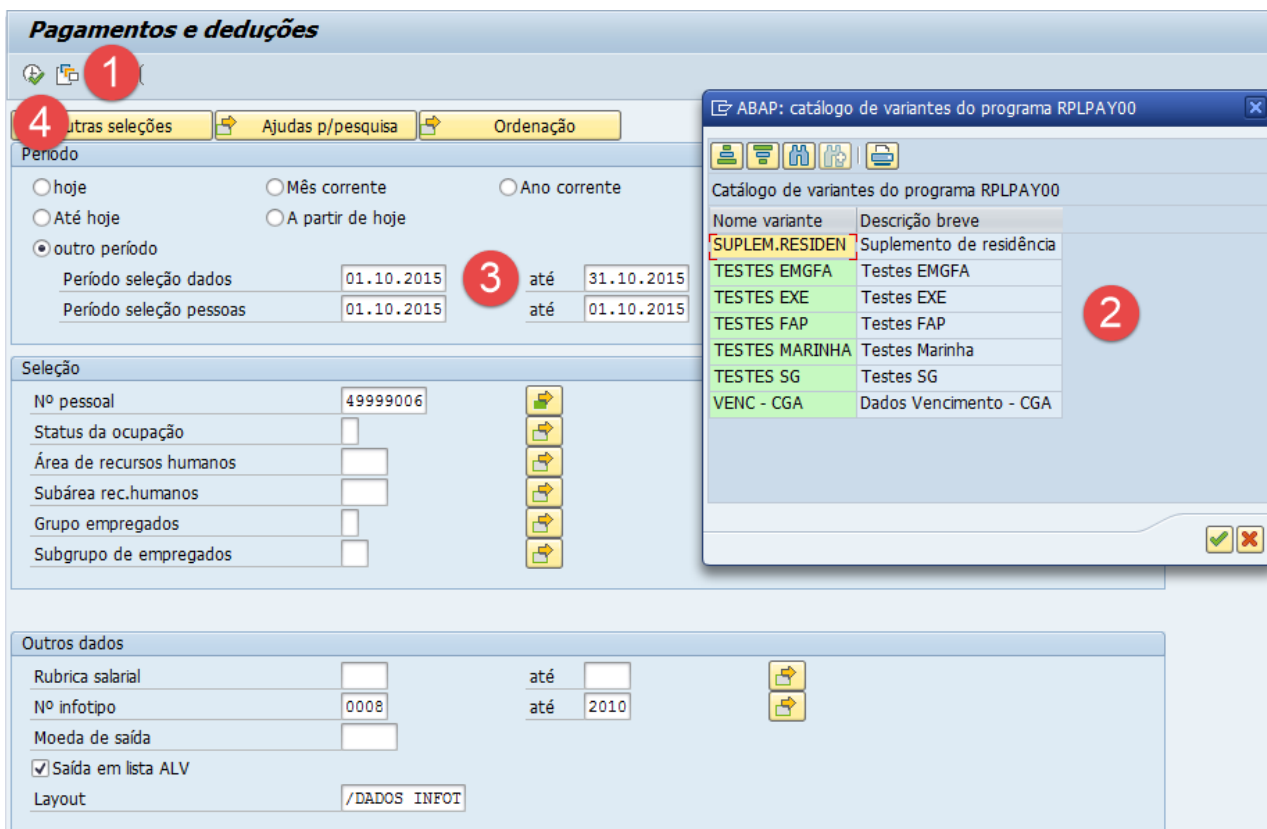 Pagamentos e deduções
1
4 utras seleções Ajudas p/pesquisa Ordenação
Período
hoje Mês corrente Ano corrente
Até hoje A partir de hoje
outro período
Período seleção dados 01.10.2015 3 até 31.10.2015
Período seleção pessoas 01.10.2015 até 01.10.2015
Seleção
Nº pessoal 49999006
Status da ocupação
Área de recursos humanos
Subárea rec.humanos
Grupo empregados
Subgrupo de empregados
Outros dados
Rubrica salarial até
Nº infotipo 0008 até 2010
Moeda de saída
Saída em lista ALV
Layout /DADOS INFOT
ABAP: catálogo de variantes do programa RPLPAY00
Catálogo de variantes do programa RPLPAY00
Nome variante Descrição breve
SUPLEM.RESIDEN Suplemento de residência
TESTES EMGFA Testes EMGFA
TESTES EXE Testes EXE
TESTES FAP Testes FAP
TESTES MARINHA Testes Marinha
TESTES SG Testes SG
VENC - CGA Dados Vencimento - CGA
2